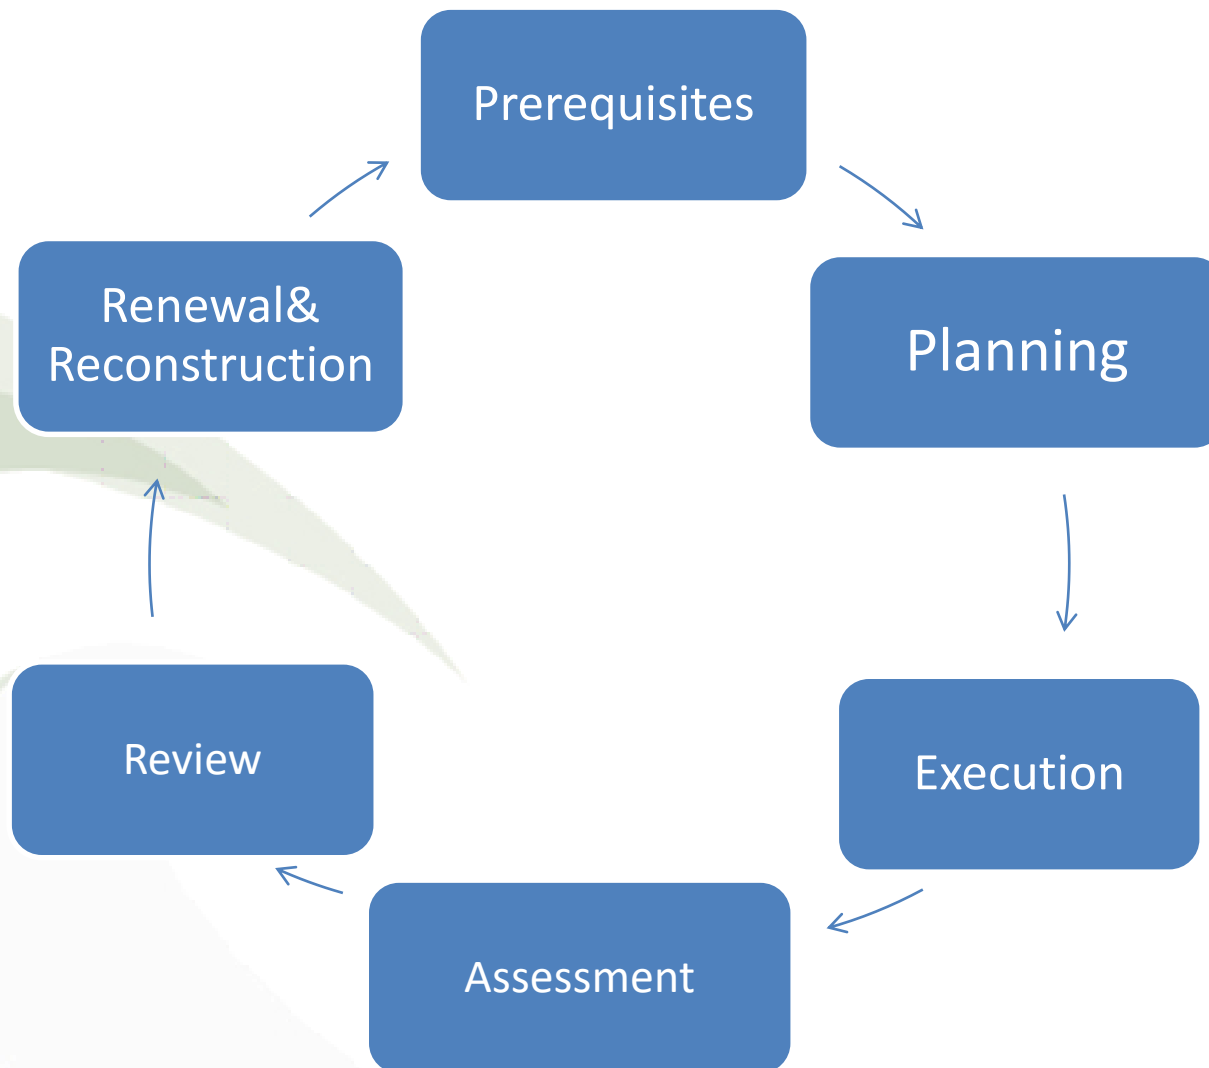 Prerequisites
Planning
Execution
Assessment
Review
Renewal&
Reconstruction